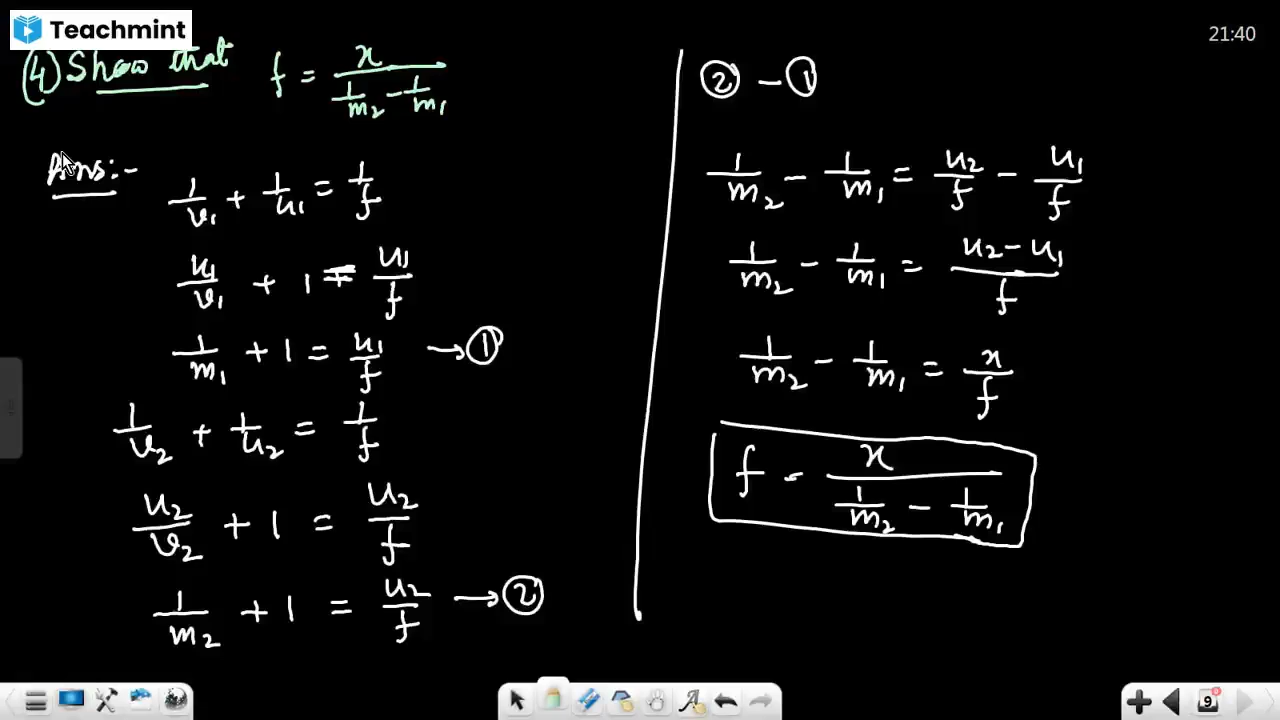 Teachmint
21:40
(4) Show that f = x / (1/m₂ - 1/m₁)
Ans:-
1/v₁ + 1/u₁ = 1/f
u₁/v₁ + 1 = u₁/f
1/m₁ + 1 = u₁/f → ①
1/v₂ + 1/u₂ = 1/f
u₂/v₂ + 1 = u₂/f
1/m₂ + 1 = u₂/f → ②
② - ①
1/m₂ - 1/m₁ = u₂/f - u₁/f
1/m₂ - 1/m₁ = (u₂ - u₁)/f
1/m₂ - 1/m₁ = x/f
f = x / (1/m₂ - 1/m₁)
9